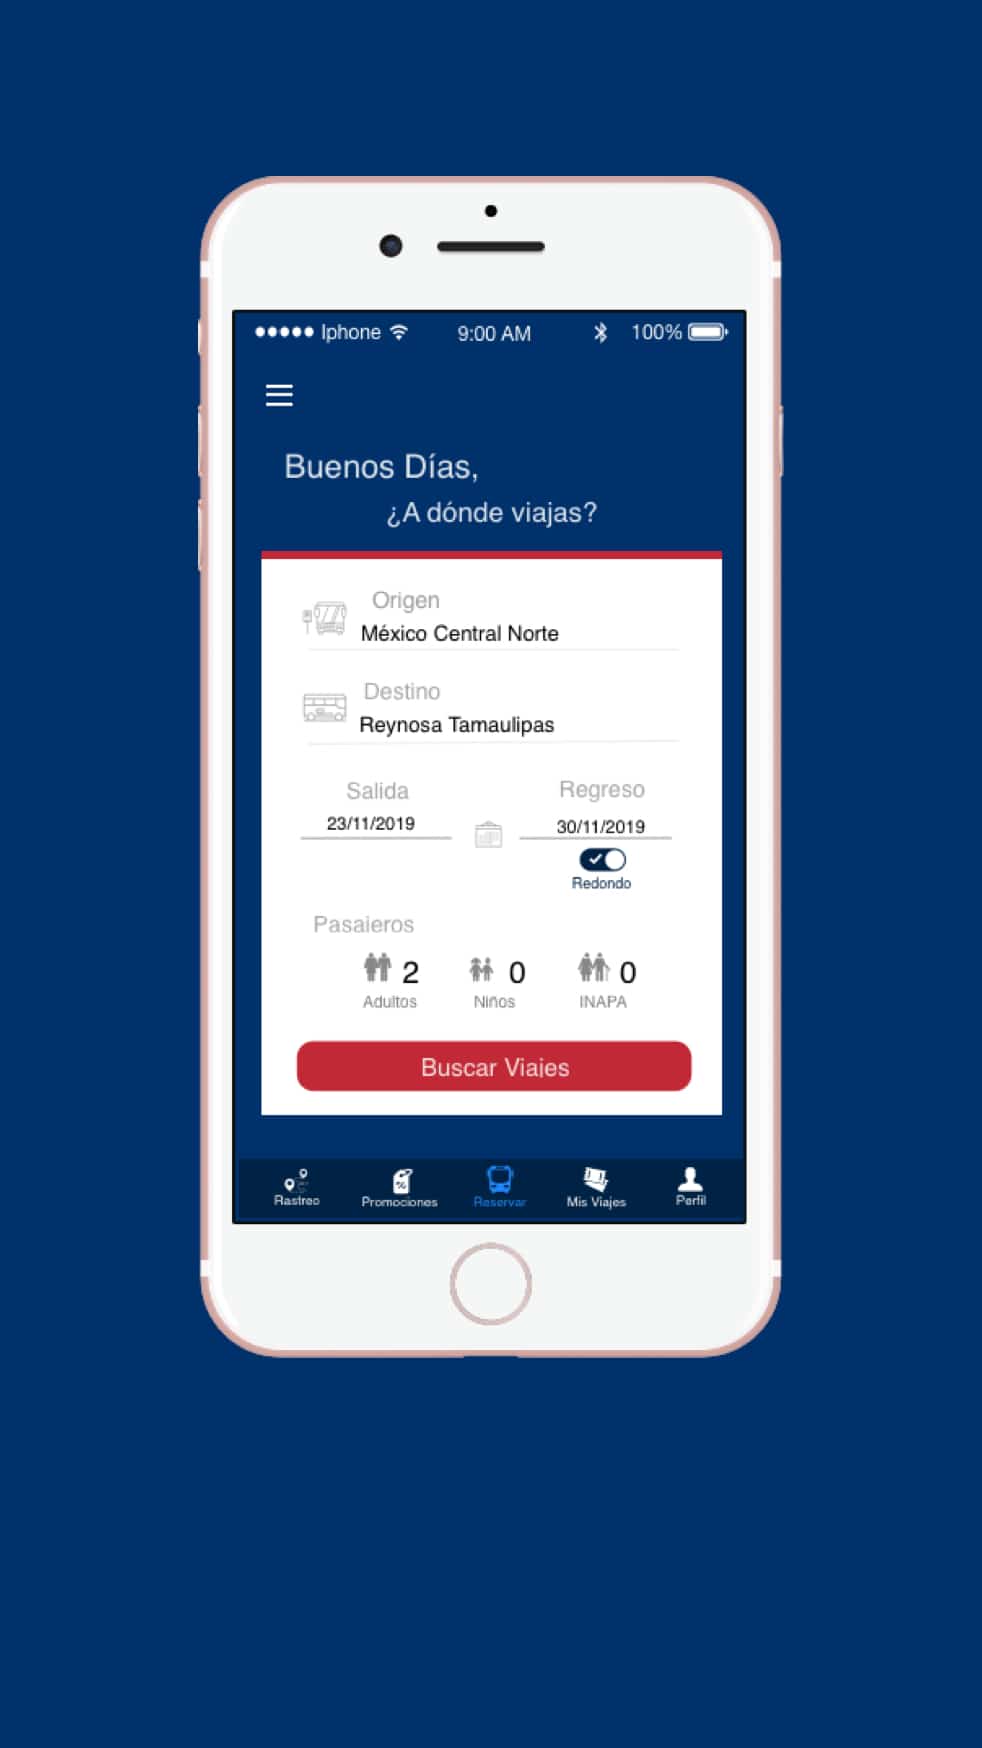 Iphone 9:00 AM 100%
Buenos Días,
¿A dónde viajas?
Origen
México Central Norte
Destino
Reynosa Tamaulipas
Salida Regreso
23/11/2019 30/11/2019
Redondo
Pasajeros
2 0 0
Adultos Niños INAPA
Buscar Viajes
Rastreo Promociones Reservar Mis Viajes Perfil